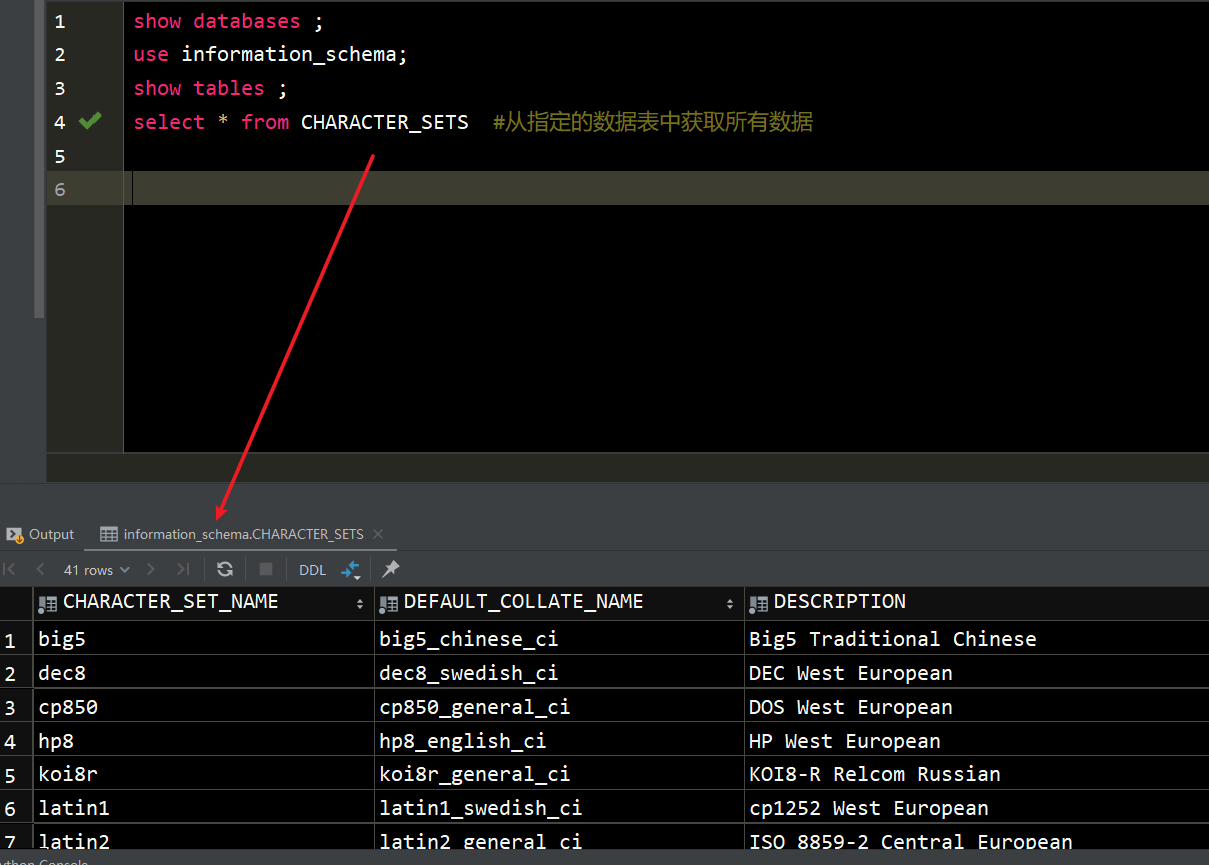 1 show databases ;
2 use information_schema;
3 show tables ;
4 select * from CHARACTER_SETS #从指定的数据表中获取所有数据
5
6
Output information_schema.CHARACTER_SETS
41 rows DDL
CHARACTER_SET_NAME DEFAULT_COLLATE_NAME DESCRIPTION
1 big5 big5_chinese_ci Big5 Traditional Chinese
2 dec8 dec8_swedish_ci DEC West European
3 cp850 cp850_general_ci DOS West European
4 hp8 hp8_english_ci HP West European
5 koi8r koi8r_general_ci KOI8-R Relcom Russian
6 latin1 latin1_swedish_ci cp1252 West European
7 latin2 latin2_general_ci ISO 8859-2 Central European
ython Console